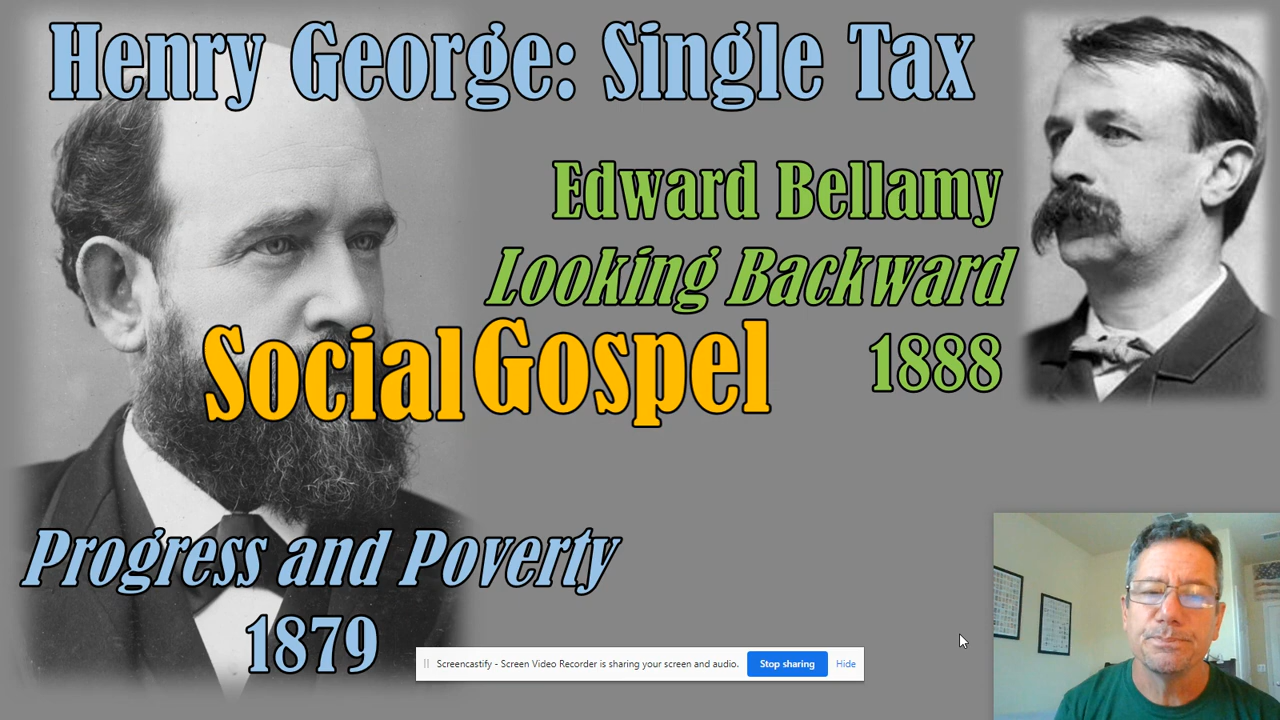 Henry George: Single Tax
Edward Bellamy
Looking Backward
1888
Social Gospel
Progress and Poverty
1879
Screencastify - Screen Video Recorder is sharing your screen and audio.
Stop sharing
Hide